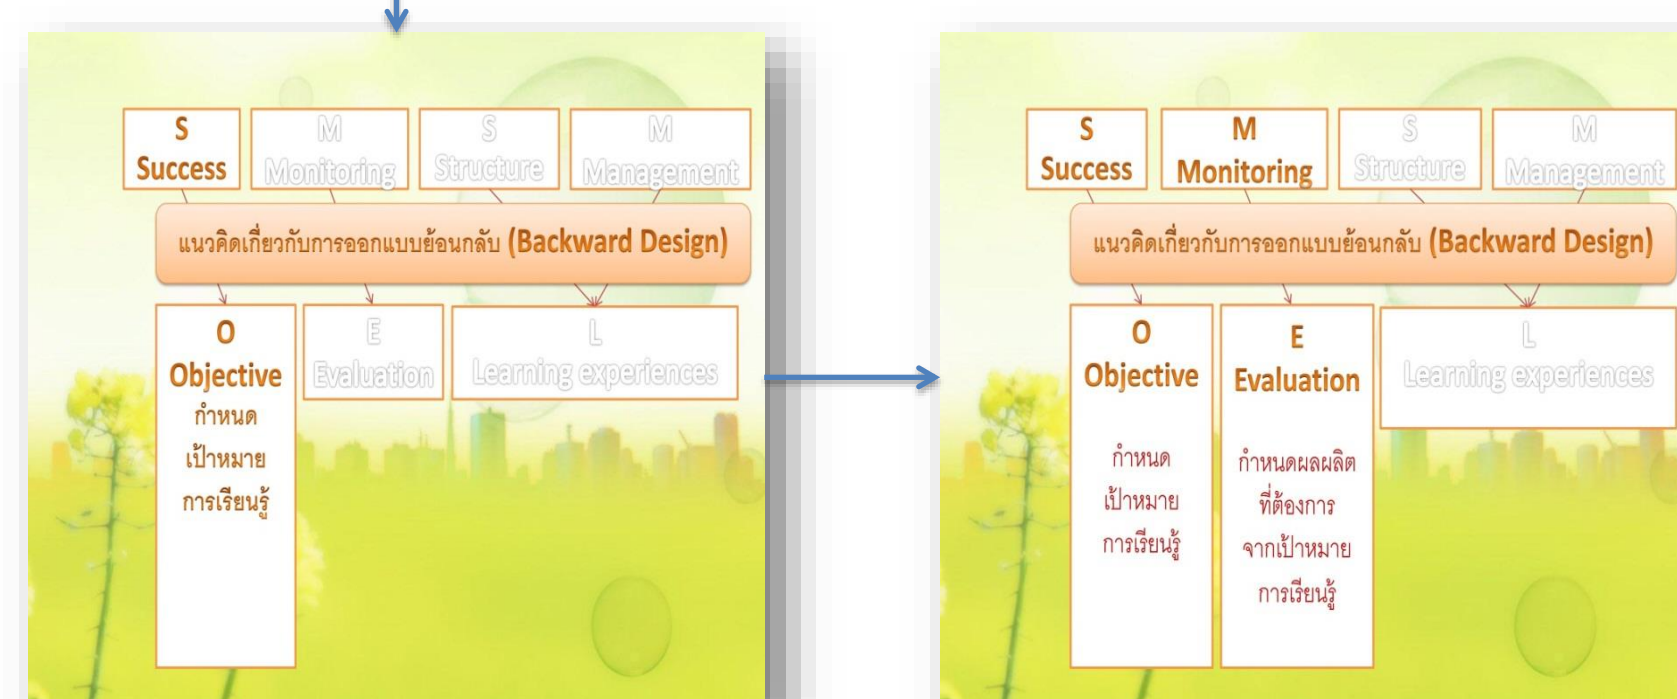 S
Success
M
Monitoring
S
Structure
M
Management
แนวคิดเกี่ยวกับการออกแบบย้อนกลับ (Backward Design)
O
Objective
กำหนด
เป้าหมาย
การเรียนรู้
E
Evaluation
L
Learning experiences
S
Success
M
Monitoring
S
Structure
M
Management
แนวคิดเกี่ยวกับการออกแบบย้อนกลับ (Backward Design)
O
Objective
กำหนด
เป้าหมาย
การเรียนรู้
E
Evaluation
กำหนดผลผลิต
ที่ต้องการ
จากเป้าหมาย
การเรียนรู้
L
Learning experiences